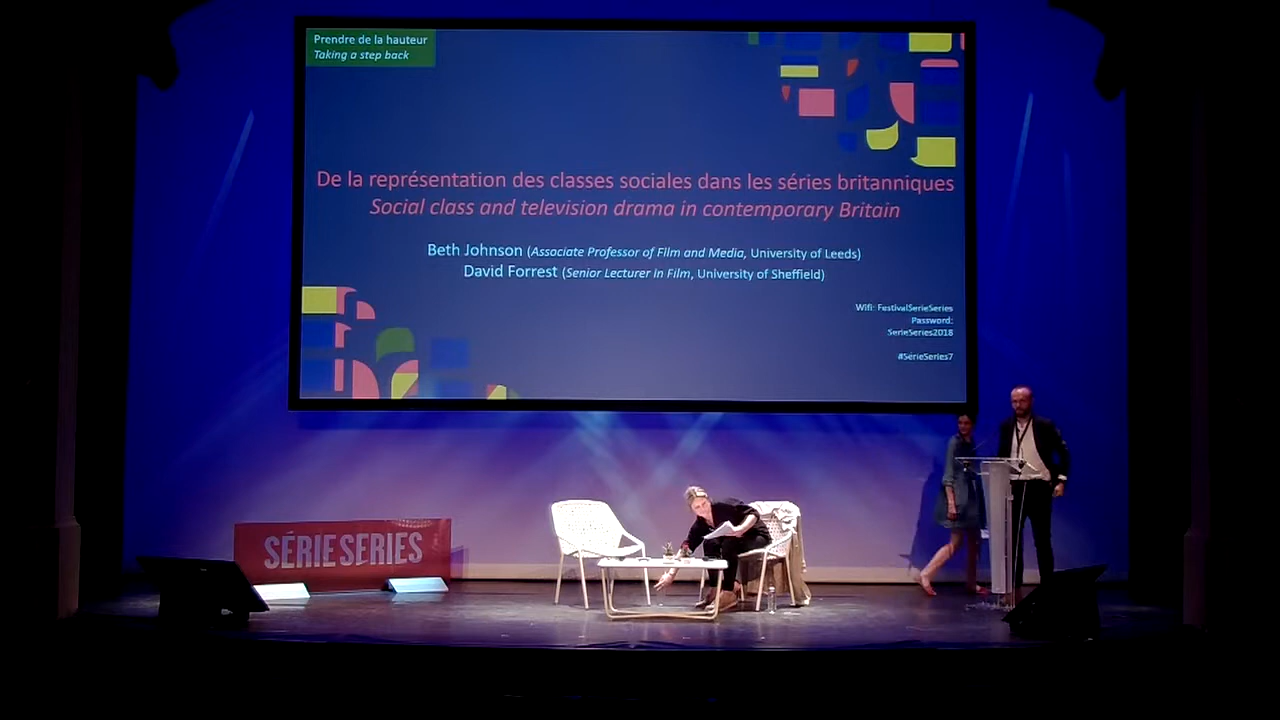 Prendre de la hauteur
Taking a step back
De la représentation des classes sociales dans les séries britanniques
Social class and television drama in contemporary Britain
Beth Johnson (Associate Professor of Film and Media, University of Leeds)
David Forrest (Senior Lecturer in Film, University of Sheffield)
Wifi: FestivalSerieSeries
Password:
SerieSeries2018
#SérieSeries7
SÉRIE SERIES